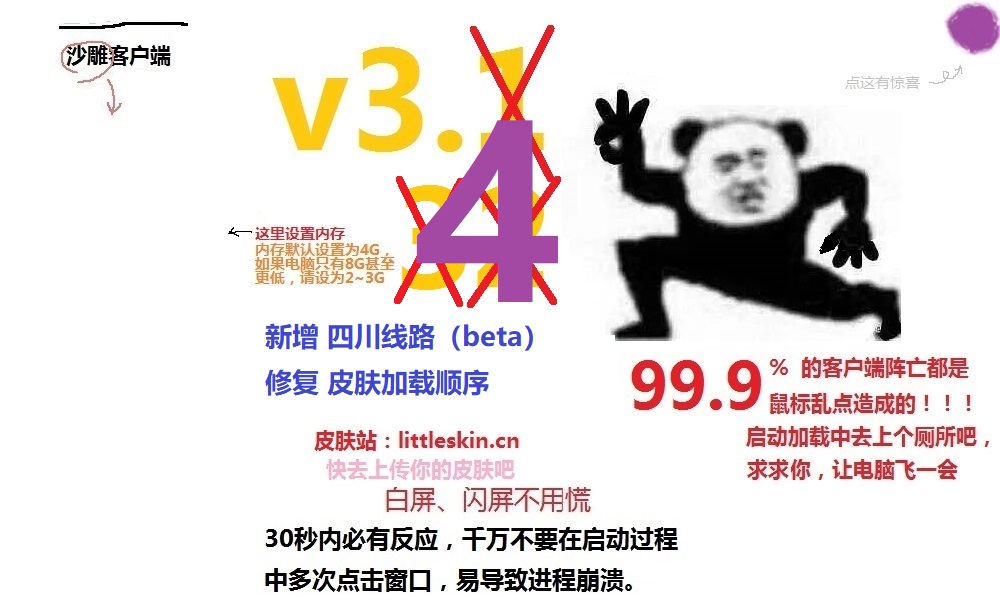 沙雕客户端
点这有惊喜
v3.1
32
4
这里设置内存
内存默认设置为4G，
如果电脑只有8G甚至
更低，请设为2~3G
新增 四川线路（beta）
修复 皮肤加载顺序
99.9% 的客户端阵亡都是
鼠标乱点造成的！！！
启动加载中去上个厕所吧，
求求你，让电脑飞一会
皮肤站：littleskin.cn
快去上传你的皮肤吧
白屏、闪屏不用慌
30秒内必有反应，千万不要在启动过程
中多次点击窗口，易导致进程崩溃。